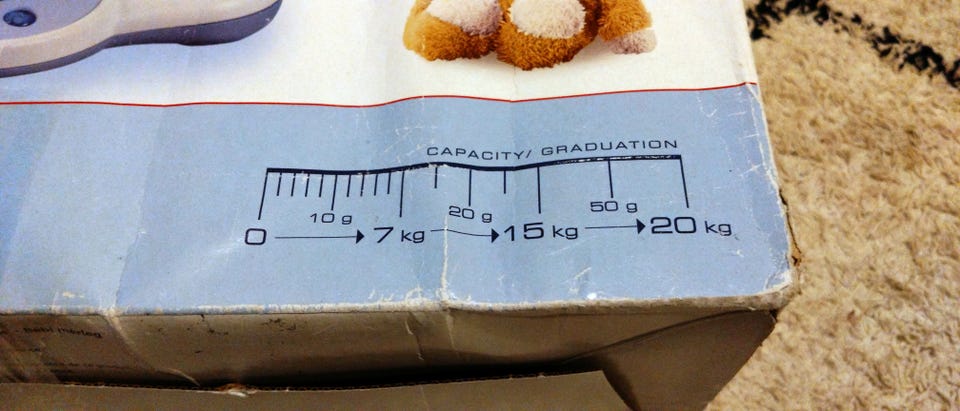 CAPACITY/ GRADUATION
10 g 20 g 50 g
0 7 kg 15 kg 20 kg